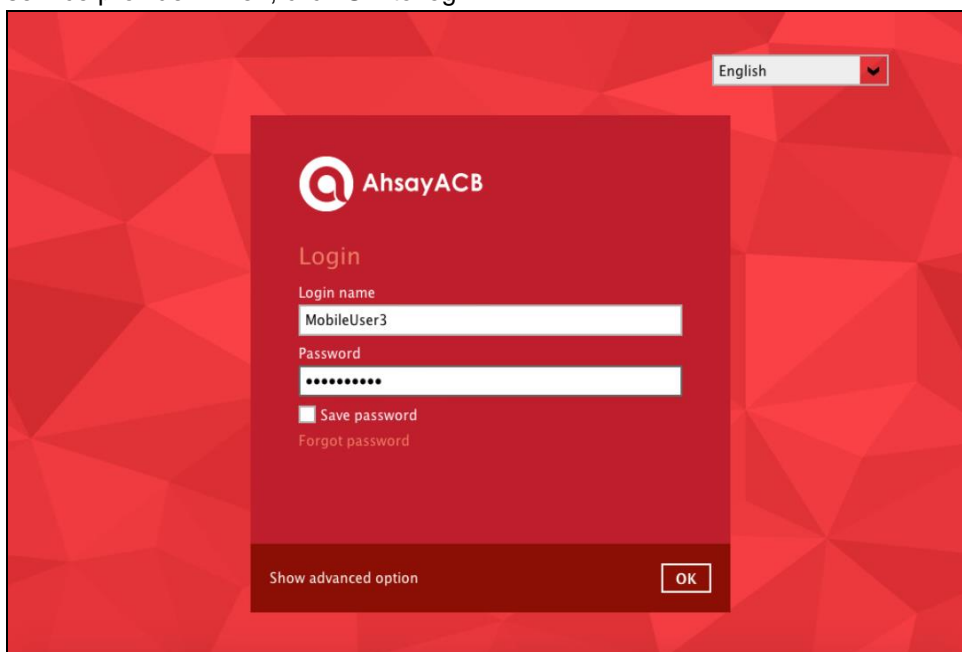 English
AhsayACB
Login
Login name
MobileUser3
Password
Save password
Forgot password
Show advanced option
OK